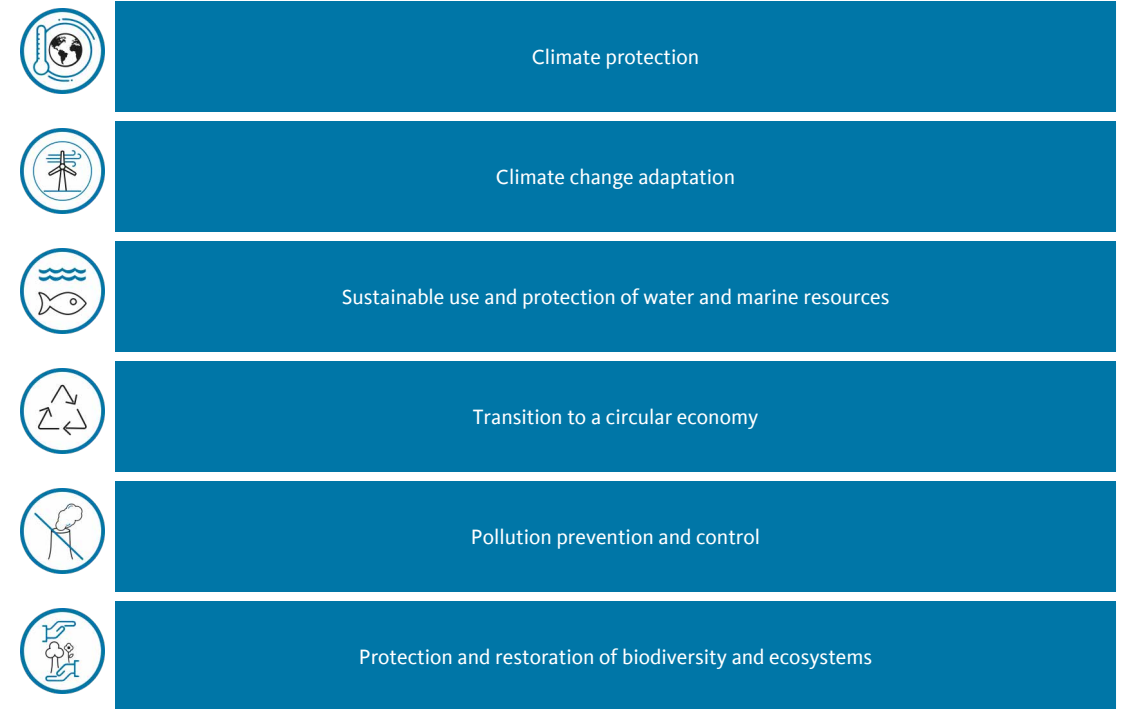 Climate protection
Climate change adaptation
Sustainable use and protection of water and marine resources
Transition to a circular economy
Pollution prevention and control
Protection and restoration of biodiversity and ecosystems